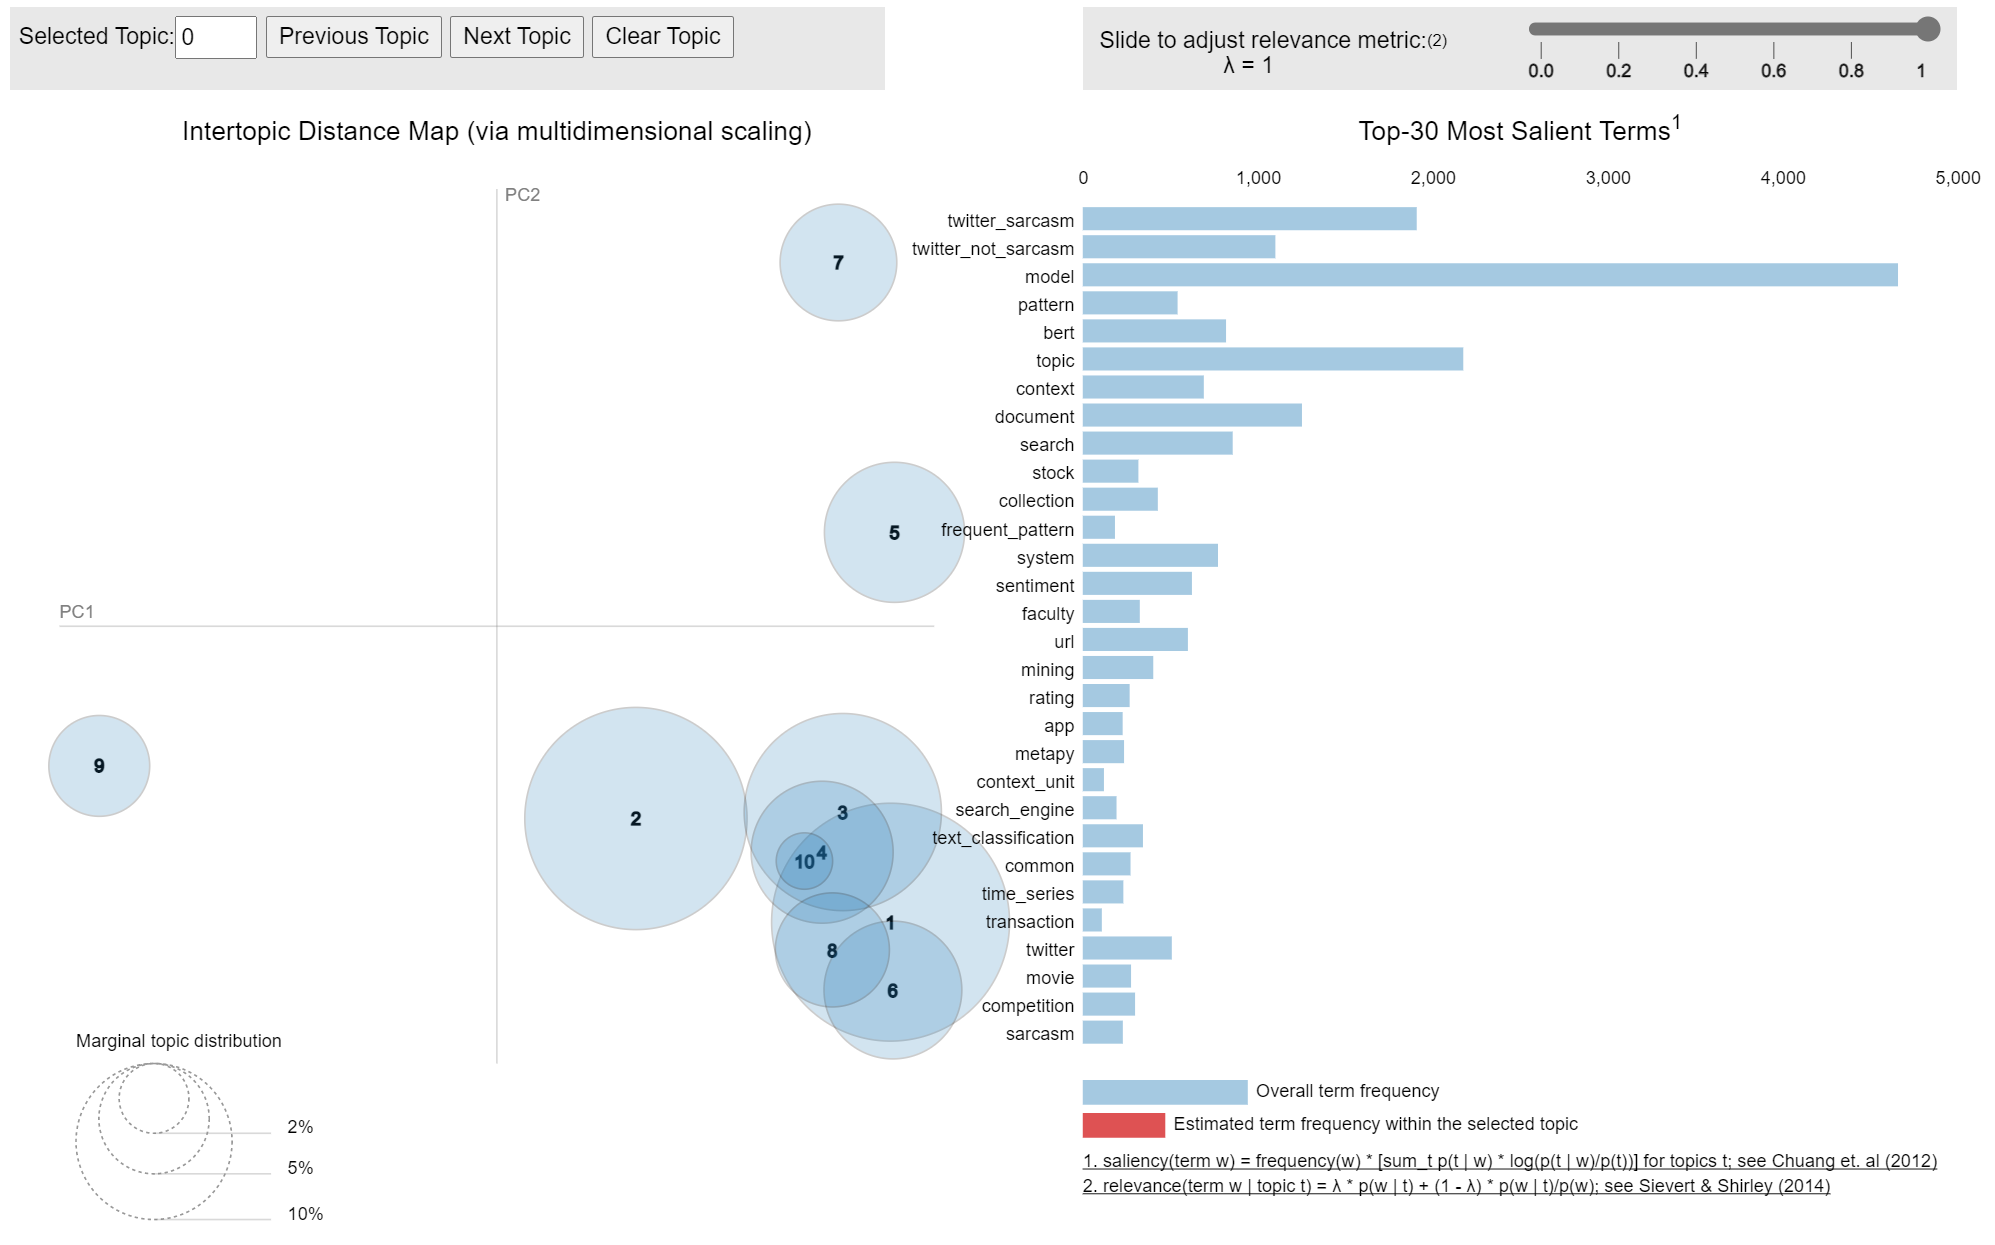 Selected Topic: 0 Previous Topic Next Topic Clear Topic
Slide to adjust relevance metric:(2)
λ = 1
0.0 0.2 0.4 0.6 0.8 1
Intertopic Distance Map (via multidimensional scaling)
PC2
PC1
7
5
9
2
3
4
10
1
8
6
Marginal topic distribution
2%
5%
10%
Top-30 Most Salient Terms1
0 1,000 2,000 3,000 4,000 5,000
twitter_sarcasm
twitter_not_sarcasm
model
pattern
bert
topic
context
document
search
stock
collection
frequent_pattern
system
sentiment
faculty
url
mining
rating
app
metapy
context_unit
search_engine
text_classification
common
time_series
transaction
twitter
movie
competition
sarcasm
Overall term frequency
Estimated term frequency within the selected topic
1. saliency(term w) = frequency(w) * [sum_t p(t | w) * log(p(t | w)/p(t))] for topics t; see Chuang et. al (2012)
2. relevance(term w | topic t) = λ * p(w | t) + (1 - λ) * p(w | t)/p(w); see Sievert & Shirley (2014)